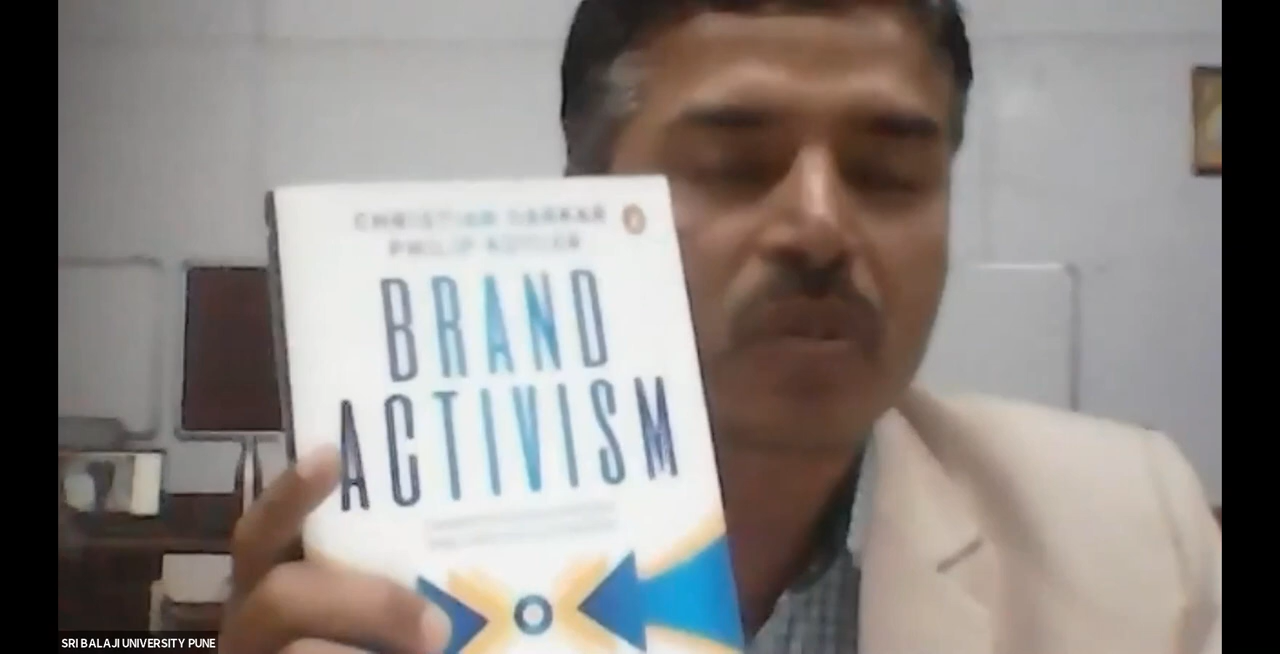 CHRISTIAN SARKAR
PHILIP KOTLER
BRAND
ACTIVISM
SRI BALAJI UNIVERSITY PUNE